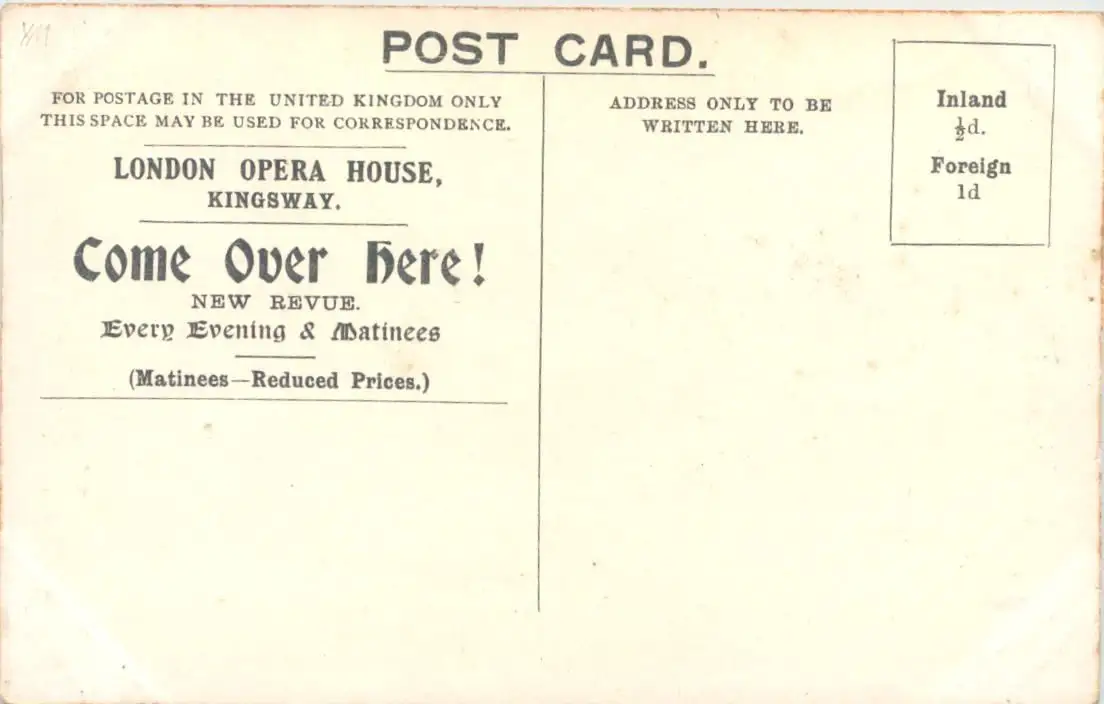 POST CARD.
FOR POSTAGE IN THE UNITED KINGDOM ONLY
THIS SPACE MAY BE USED FOR CORRESPONDENCE.
LONDON OPERA HOUSE,
KINGSWAY.
Come Over Here!
NEW REVUE.
Every Evening & Matinees
(Matinees—Reduced Prices.)
ADDRESS ONLY TO BE
WRITTEN HERE.
Inland
½d.
Foreign
1d